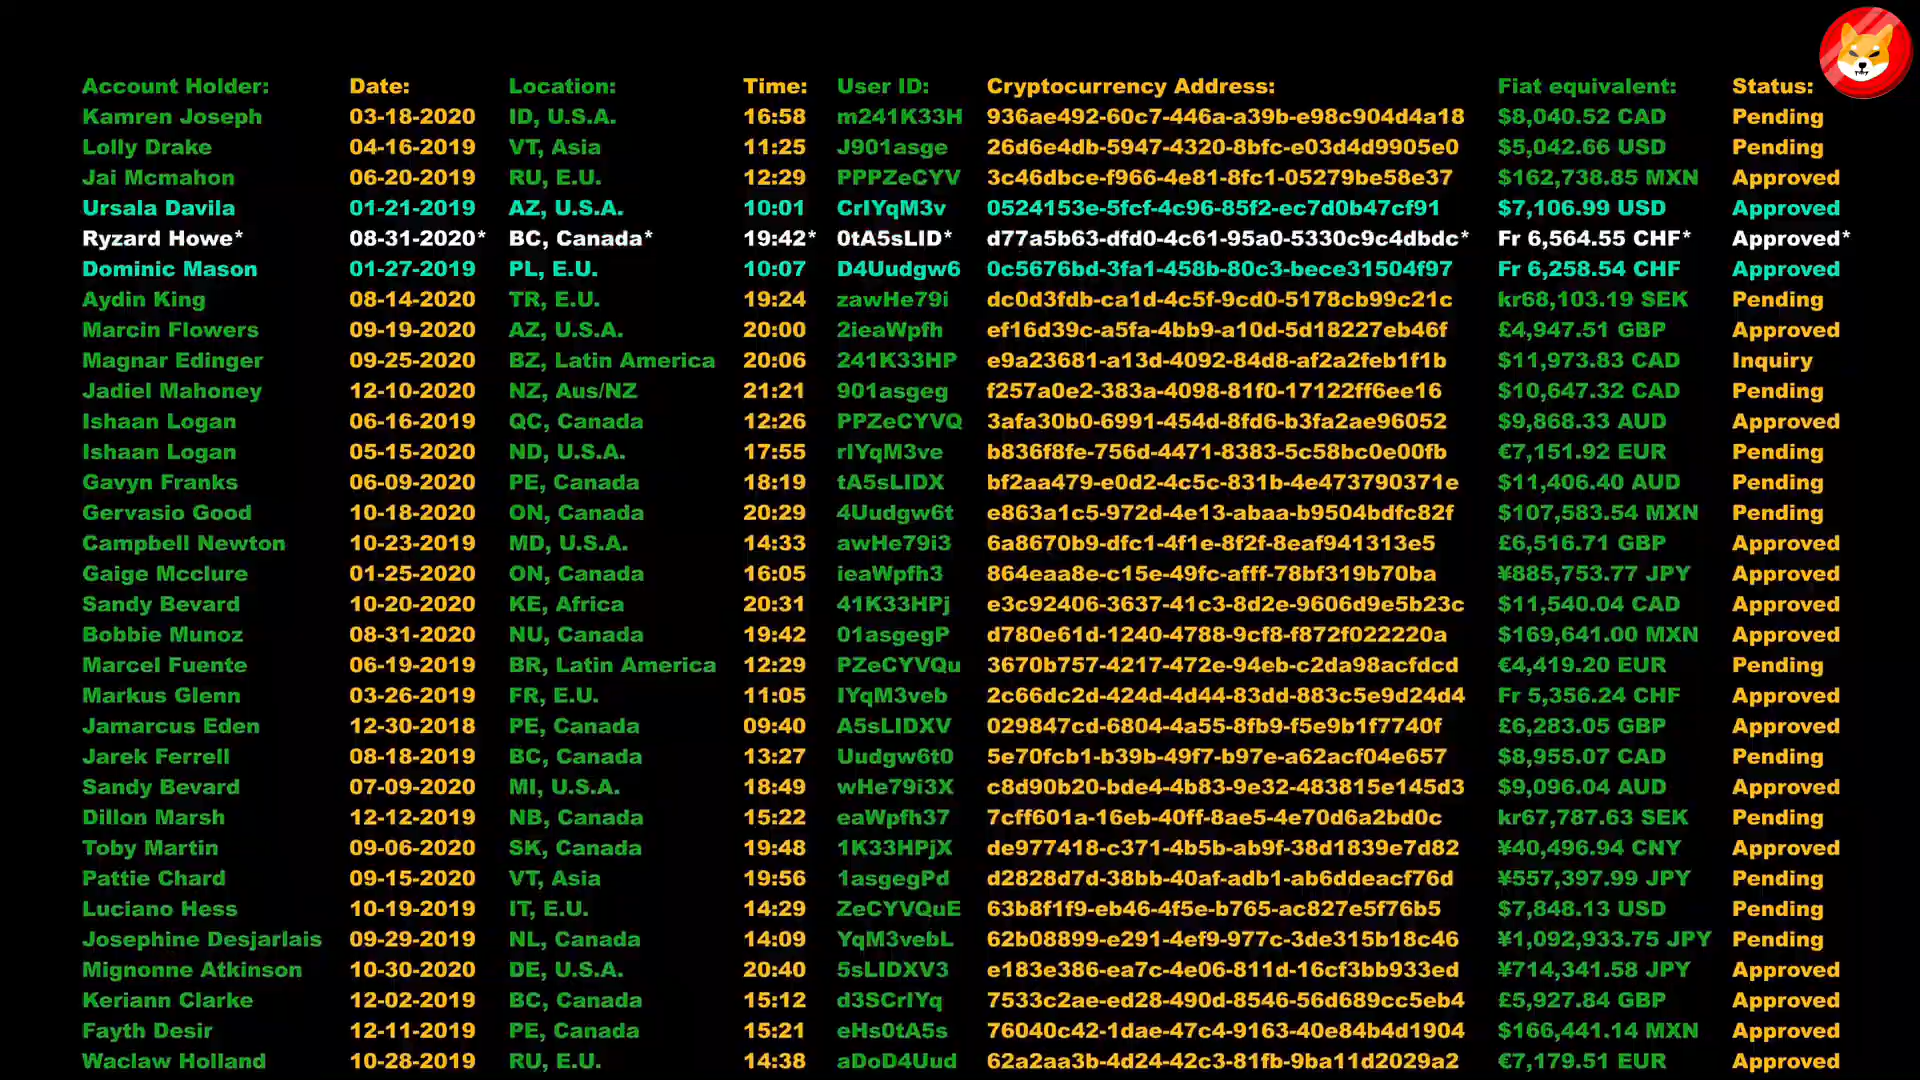 Account Holder: Date: Location: Time: User ID: Cryptocurrency Address: Fiat equivalent: Status:
Kamren Joseph 03-18-2020 ID, U.S.A. 16:58 m241K33H 936ae492-60c7-446a-a39b-e98c904d4a18 $8,040.52 CAD Pending
Lolly Drake 04-16-2019 VT, Asia 11:25 J901asge 26d6e4db-5947-4320-8bfc-e03d4d9905e0 $5,042.66 USD Pending
Jai Mcmahon 06-20-2019 RU, E.U. 12:29 PPPZeCYV 3c46dbce-f966-4e81-8fc1-05279be58e37 $162,738.85 MXN Approved
Ursala Davila 01-21-2019 AZ, U.S.A. 10:01 CrIYqM3v 0524153e-5fcf-4c96-85f2-ec7d0b47cf91 $7,106.99 USD Approved
Ryzard Howe* 08-31-2020* BC, Canada* 19:42* 0tA5sLID* d77a5b63-dfd0-4c61-95a0-5330c9c4dbdc* Fr 6,564.55 CHF* Approved*
Dominic Mason 01-27-2019 PL, E.U. 10:07 D4Uudgw6 0c5676bd-3fa1-458b-80c3-bece31504f97 Fr 6,258.54 CHF Approved
Aydin King 08-14-2020 TR, E.U. 19:24 zawHe79i dc0d3fdb-ca1d-4c5f-9cd0-5178cb99c21c kr68,103.19 SEK Pending
Marcin Flowers 09-19-2020 AZ, U.S.A. 20:00 2ieaWpfh ef16d39c-a5fa-4bb9-a10d-5d18227eb46f £4,947.51 GBP Approved
Magnar Edinger 09-25-2020 BZ, Latin America 20:06 241K33HP e9a23681-a13d-4092-84d8-af2a2feb1f1b $11,973.83 CAD Inquiry
Jadiel Mahoney 12-10-2020 NZ, Aus/NZ 21:21 901asgeg f257a0e2-383a-4098-81f0-17122ff6ee16 $10,647.32 CAD Pending
Ishaan Logan 06-16-2019 QC, Canada 12:26 PPZeCYVQ 3afa30b0-6991-454d-8fd6-b3fa2ae96052 $9,868.33 AUD Approved
Ishaan Logan 05-15-2020 ND, U.S.A. 17:55 rIYqM3ve b836f8fe-756d-4471-8383-5c58bc0e00fb €7,151.92 EUR Pending
Gavyn Franks 06-09-2020 PE, Canada 18:19 tA5sLIDX bf2aa479-e0d2-4c5c-831b-4e473790371e $11,406.40 AUD Pending
Gervasio Good 10-18-2020 ON, Canada 20:29 4Uudgw6t e863a1c5-972d-4e13-abaa-b9504bdfc82f $107,583.54 MXN Pending
Campbell Newton 10-23-2019 MD, U.S.A. 14:33 awHe79i3 6a8670b9-dfc1-4f1e-8f2f-8eaf941313e5 £6,516.71 GBP Approved
Gaige Mcclure 01-25-2020 ON, Canada 16:05 ieaWpfh3 864eaa8e-c15e-49fc-afff-78bf319b70ba ¥885,753.77 JPY Approved
Sandy Bevard 10-20-2020 KE, Africa 20:31 41K33HPj e3c92406-3637-41c3-8d2e-9606d9e5b23c $11,540.04 CAD Approved
Bobbie Munoz 08-31-2020 NU, Canada 19:42 01asgegP d780e61d-1240-4788-9cf8-f872f022220a $169,641.00 MXN Approved
Marcel Fuente 06-19-2019 BR, Latin America 12:29 PZeCYVQu 3670b757-4217-472e-94eb-c2da98acfdcd €4,419.20 EUR Pending
Markus Glenn 03-26-2019 FR, E.U. 11:05 IYqM3veb 2c66dc2d-424d-4d44-83dd-883c5e9d24d4 Fr 5,356.24 CHF Approved
Jamarcus Eden 12-30-2018 PE, Canada 09:40 A5sLIDXV 029847cd-6804-4a55-8fb9-f5e9b1f7740f £6,283.05 GBP Approved
Jarek Ferrell 08-18-2019 BC, Canada 13:27 Uudgw6t0 5e70fcb1-b39b-49f7-b97e-a62acf04e657 $8,955.07 CAD Pending
Sandy Bevard 07-09-2020 MI, U.S.A. 18:49 wHe79i3X c8d90b20-bde4-4b83-9e32-483815e145d3 $9,096.04 AUD Approved
Dillon Marsh 12-12-2019 NB, Canada 15:22 eaWpfh37 7cff601a-16eb-40ff-8ae5-4e70d6a2bd0c kr67,787.63 SEK Pending
Toby Martin 09-06-2020 SK, Canada 19:48 1K33HPjX de977418-c371-4b5b-ab9f-38d1839e7d82 ¥40,496.94 CNY Approved
Pattie Chard 09-15-2020 VT, Asia 19:56 1asgegPd d2828d7d-38bb-40af-adb1-ab6ddeacf76d ¥557,397.99 JPY Pending
Luciano Hess 10-19-2019 IT, E.U. 14:29 ZeCYVQuE 63b8f1f9-eb46-4f5e-b765-ac827e5f76b5 $7,848.13 USD Pending
Josephine Desjarlais 09-29-2019 NL, Canada 14:09 YqM3vebL 62b08899-e291-4ef9-977c-3de315b18c46 ¥1,092,933.75 JPY Pending
Mignonne Atkinson 10-30-2020 DE, U.S.A. 20:40 5sLIDXV3 e183e386-ea7c-4e06-811d-16cf3bb933ed ¥714,341.58 JPY Approved
Keriann Clarke 12-02-2019 BC, Canada 15:12 d3SCrIYq 7533c2ae-ed28-490d-8546-56d689cc5eb4 £5,927.84 GBP Approved
Fayth Desir 12-11-2019 PE, Canada 15:21 eHs0tA5s 76040c42-1dae-47c4-9163-40e84b4d1904 $166,441.14 MXN Approved
Waclaw Holland 10-28-2019 RU, E.U. 14:38 aDoD4Uud 62a2aa3b-4d24-42c3-81fb-9ba11d2029a2 €7,179.51 EUR Approved